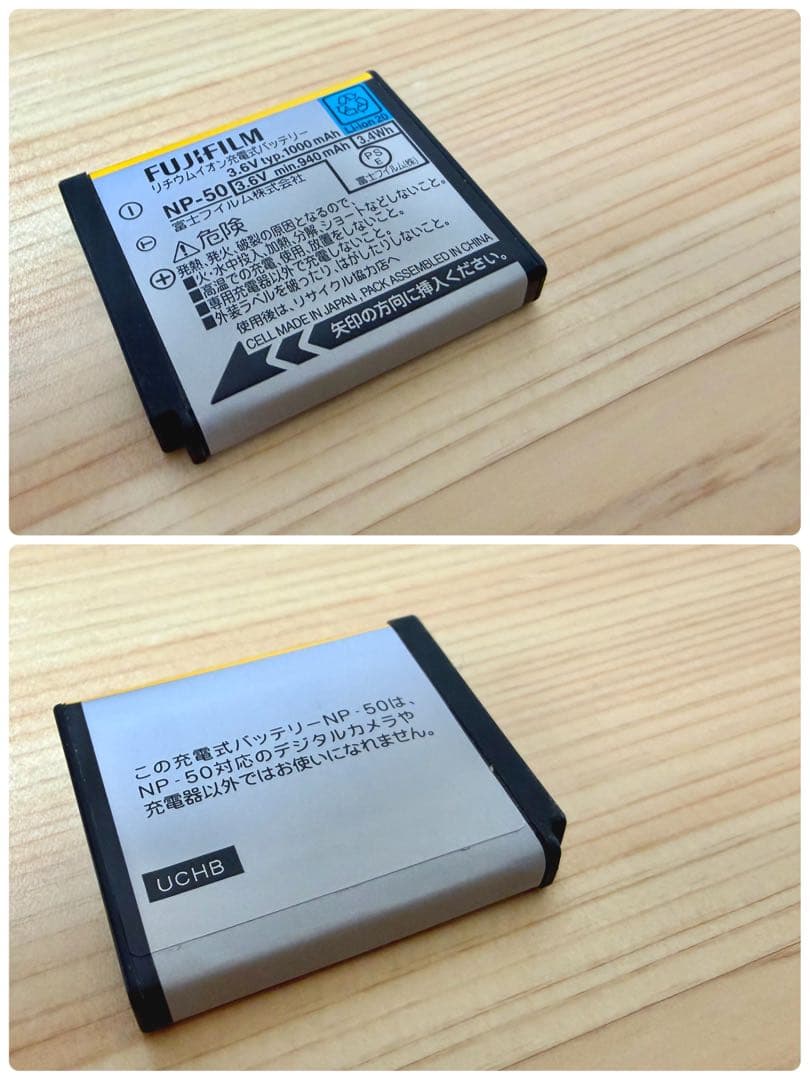 FUJIFILM
リチウムイオン充電式バッテリー
3.6V typ.1000 mAh
NP-50 3.6V min.940 mAh 3.4Wh
富士フイルム株式会社
Li-ion 20
PS
E
富士フイルム(株)
T
⚠危険
発熱、発火、破裂の原因となるので、
■火・水中投入、加熱、分解、ショートなどしないこと。
■高温での充電、使用、放置をしないこと。
■専用充電器以外で充電しないこと。
■外装ラベルを破ったり、はがしたりしないこと。
使用後は、リサイクル協力店へ
CELL MADE IN JAPAN , PACK ASSEMBLED IN CHINA
矢印の方向に挿入ください。
この充電式バッテリーNP-50は、
NP-50対応のデジタルカメラや
充電器以外ではお使いになれません。
UCHB